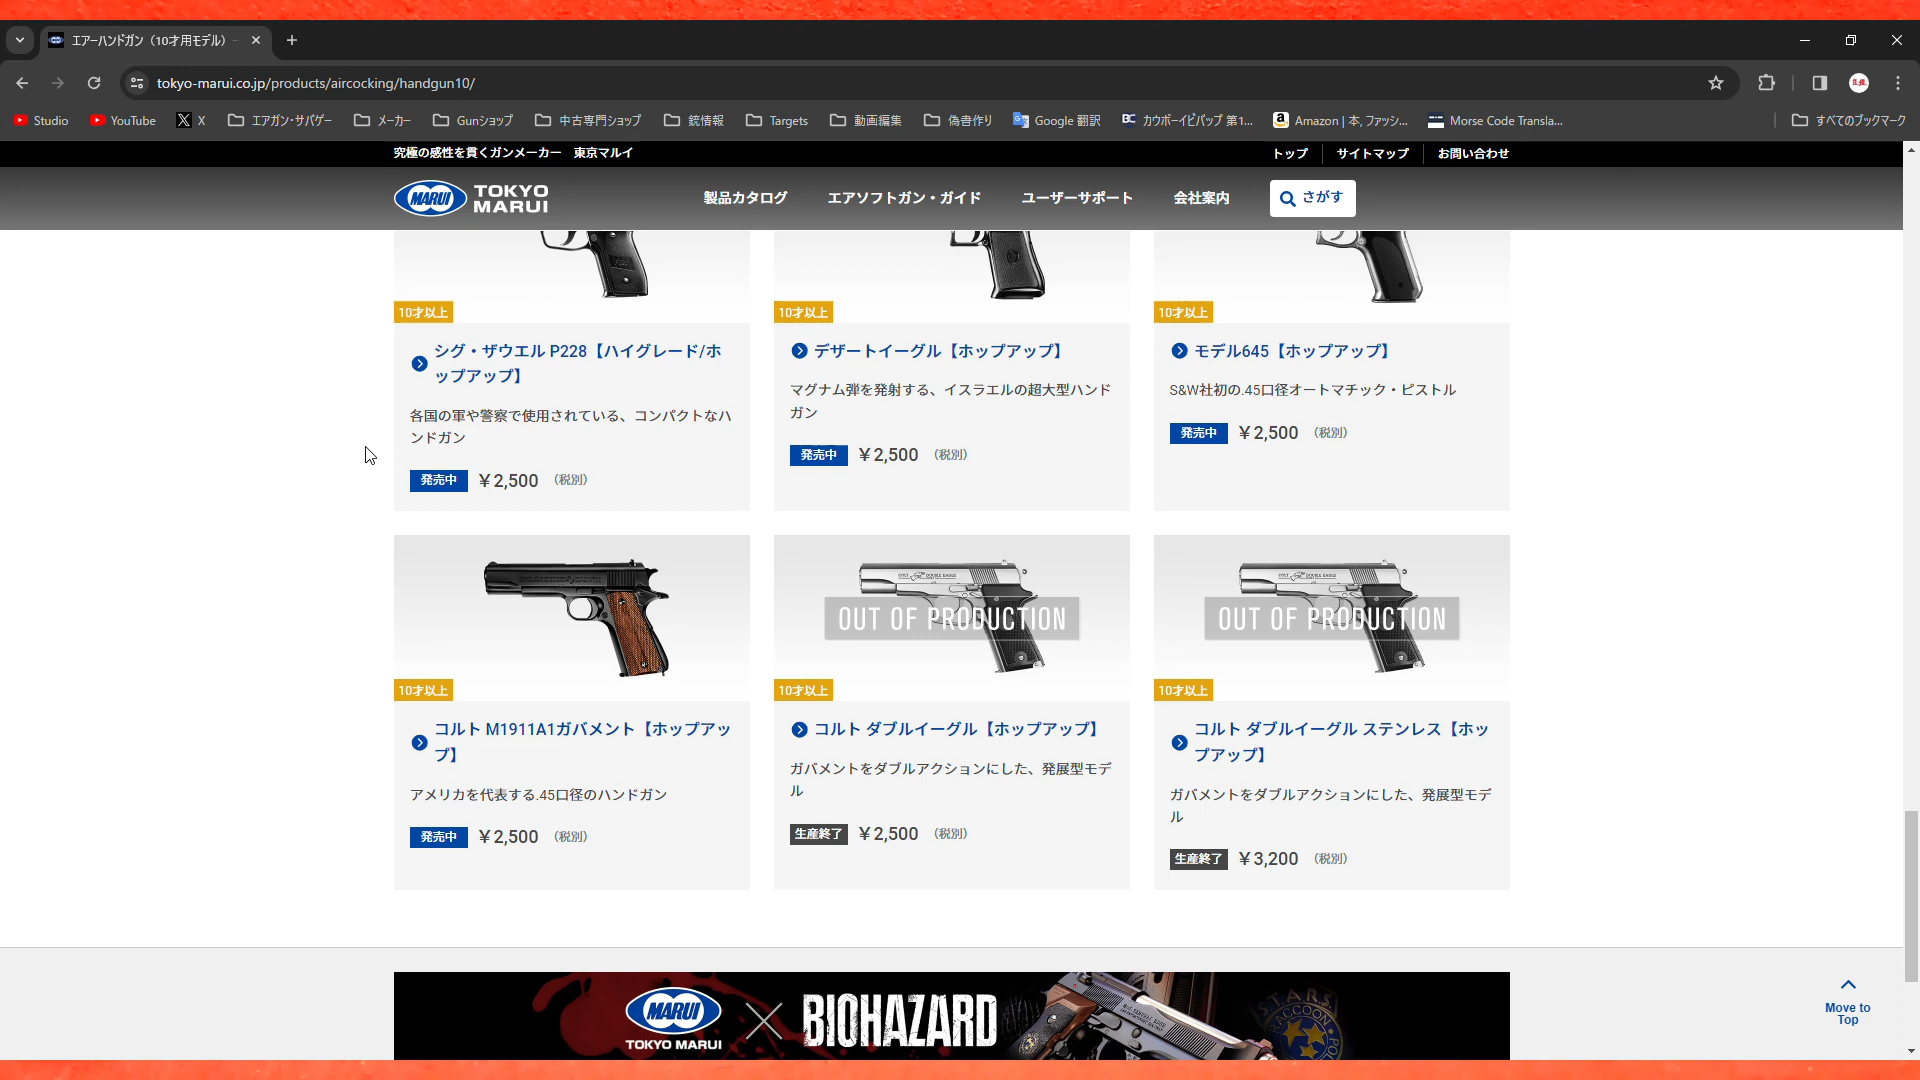 エアーハンドガン（10才用モデル）
tokyo-marui.co.jp/products/aircocking/handgun10/
Studio
YouTube
X
エアガン・サバゲー
メーカー
Gunショップ
中古専門ショップ
銃情報
Targets
動画編集
偽書作り
Google 翻訳
カウボーイビバップ 第1...
Amazon | 本, ファッシ...
Morse Code Transla...
すべてのブックマーク
究極の感性を貫くガンメーカー 東京マルイ
トップ
サイトマップ
お問い合わせ
MARUI
TOKYO
MARUI
製品カタログ
エアソフトガン・ガイド
ユーザーサポート
会社案内
さがす
10才以上
10才以上
10才以上
シグ・ザウエル P228【ハイグレード/ホ
ップアップ】
各国の軍や警察で使用されている、コンパクトなハ
ンドガン
発売中 ￥2,500 （税別）
デザートイーグル【ホップアップ】
マグナム弾を発射する、イスラエルの超大型ハンド
ガン
発売中 ￥2,500 （税別）
モデル645【ホップアップ】
S&W社初の.45口径オートマチック・ピストル
発売中 ￥2,500 （税別）
OUT OF PRODUCTION
OUT OF PRODUCTION
10才以上
10才以上
10才以上
コルト M1911A1ガバメント【ホップアッ
プ】
アメリカを代表する.45口径のハンドガン
発売中 ￥2,500 （税別）
コルト ダブルイーグル【ホップアップ】
ガバメントをダブルアクションにした、発展型モデ
ル
生産終了 ￥2,500 （税別）
コルト ダブルイーグル ステンレス【ホッ
プアップ】
ガバメントをダブルアクションにした、発展型モデ
ル
生産終了 ￥3,200 （税別）
MARUI
TOKYO MARUI
BIOHAZARD
Move to
Top